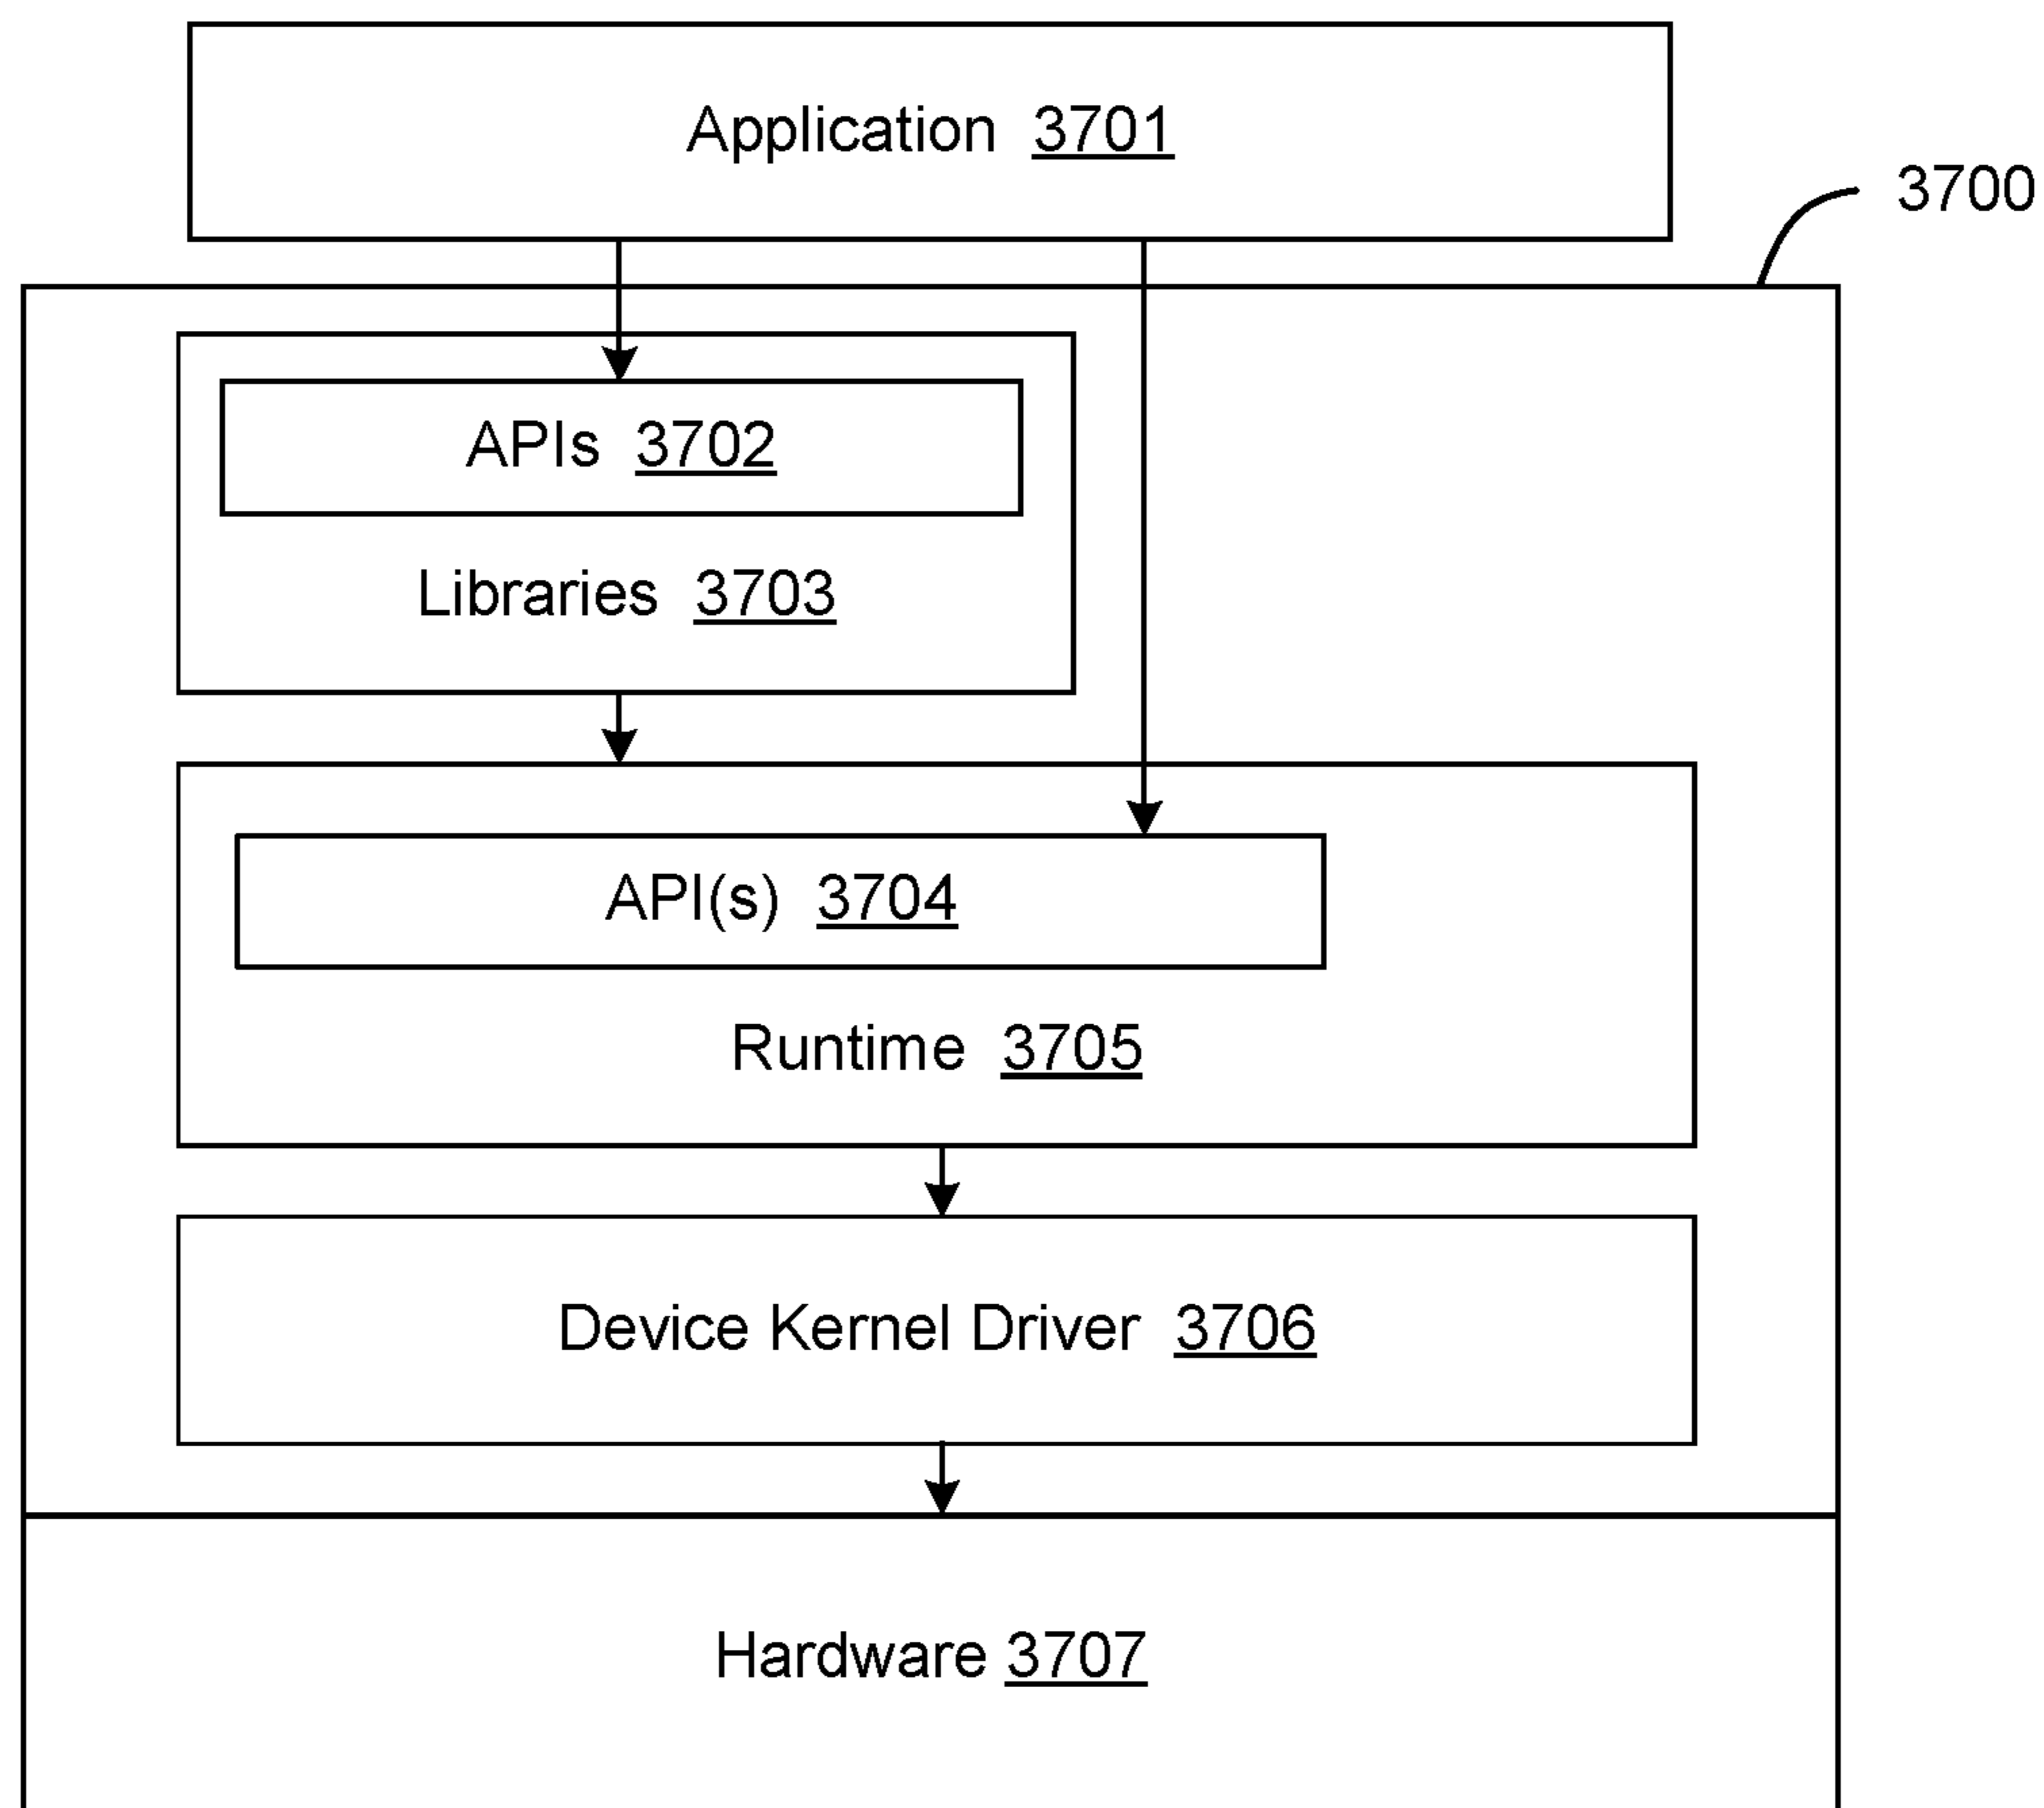 Application 3701
3700
APIs 3702
Libraries 3703
API(s) 3704
Runtime 3705
Device Kernel Driver 3706
Hardware 3707